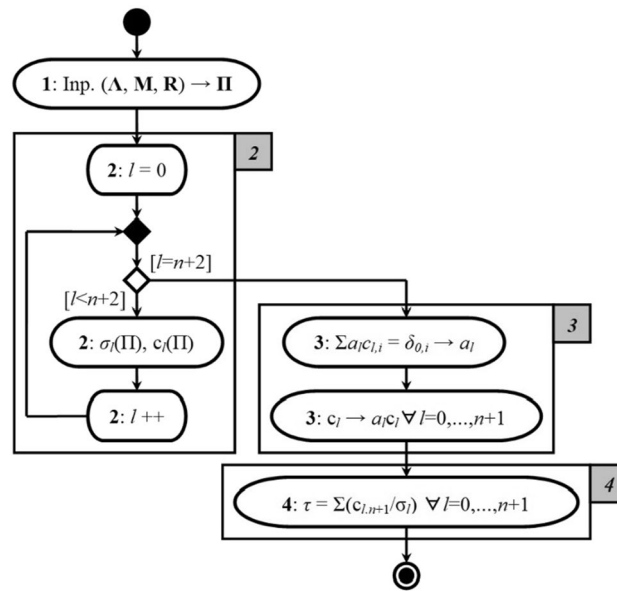 1: Inp. (Λ, M, R) → Π
2
2: l = 0
[l=n+2]
[l<n+2]
3
2: σl(Π), cl(Π)
3: Σalcl,i = δ0,i → al
2: l ++
3: cl → alcl ∀ l=0,...,n+1
4
4: τ = Σ(cl.n+1/σl) ∀ l=0,...,n+1